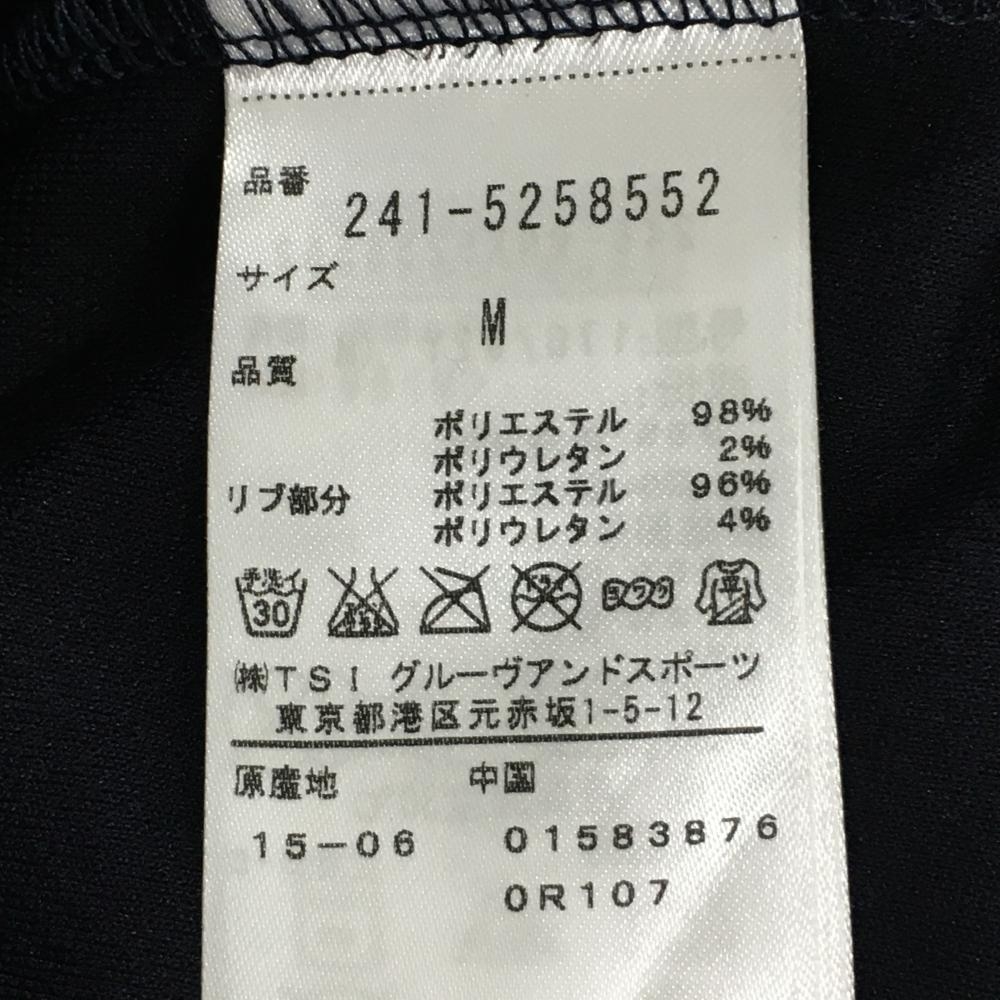 品番
241-5258552
サイズ
M
品質
ポリエステル 98%
ポリウレタン 2%
リブ部分 ポリエステル 96%
ポリウレタン 4%
手洗イ 30
㈱TSI グルーヴアンドスポーツ
東京都港区元赤坂1-5-12
原産地 中国
15-06 01583876
0R107